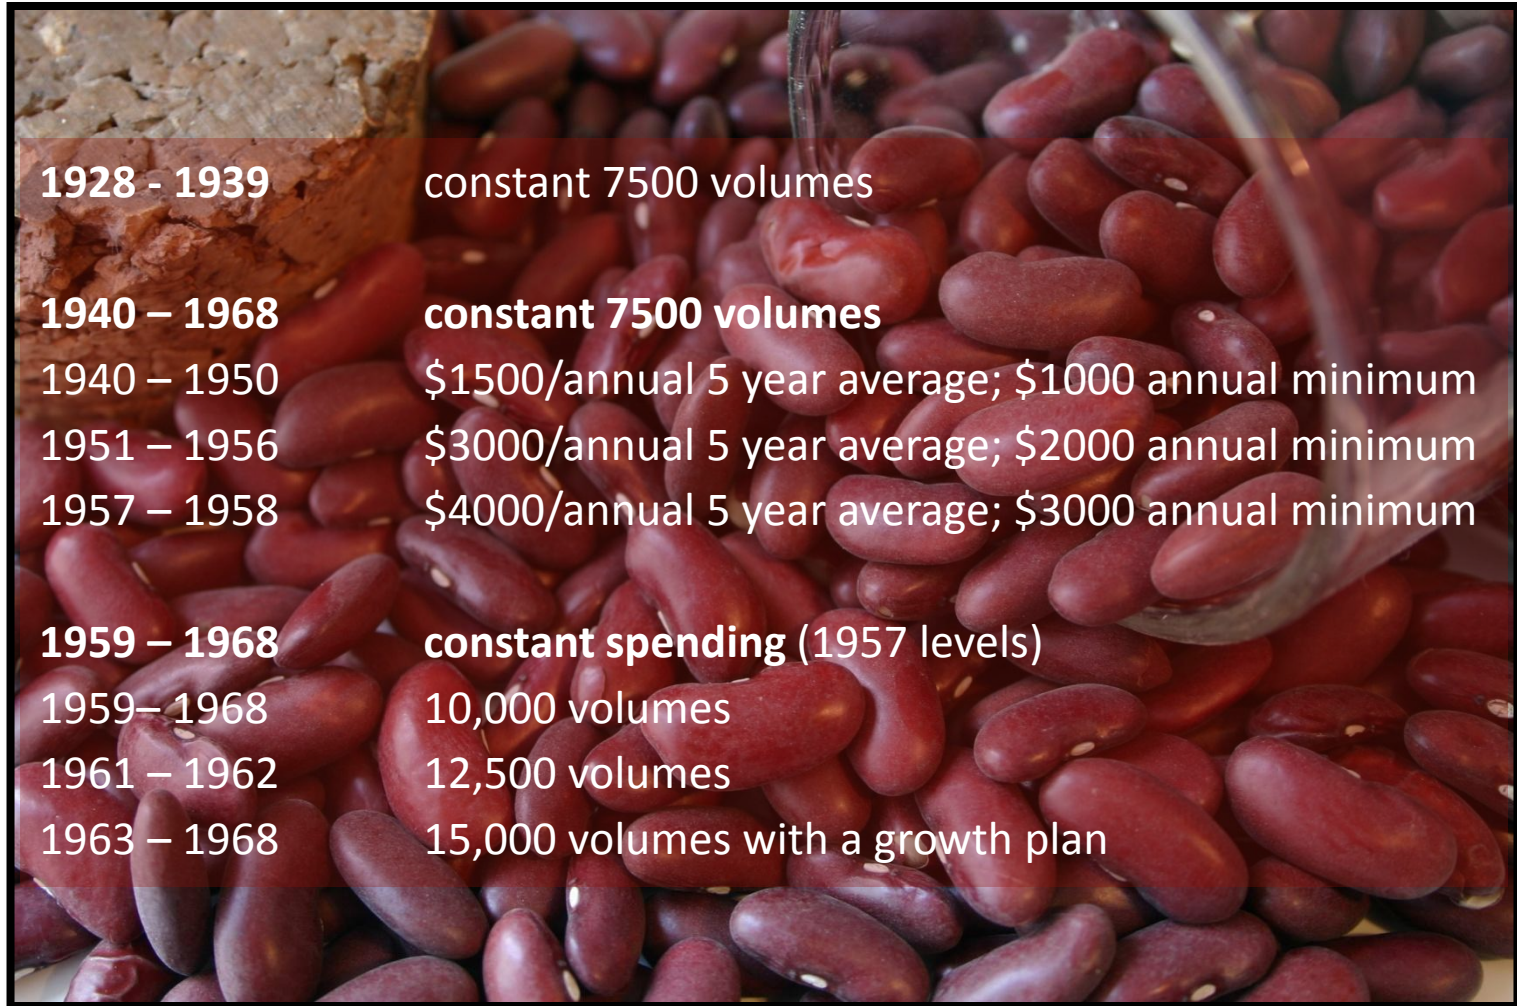 1928 - 1939 constant 7500 volumes
1940 – 1968 constant 7500 volumes
1940 – 1950 $1500/annual 5 year average; $1000 annual minimum
1951 – 1956 $3000/annual 5 year average; $2000 annual minimum
1957 – 1958 $4000/annual 5 year average; $3000 annual minimum
1959 – 1968 constant spending (1957 levels)
1959– 1968 10,000 volumes
1961 – 1962 12,500 volumes
1963 – 1968 15,000 volumes with a growth plan